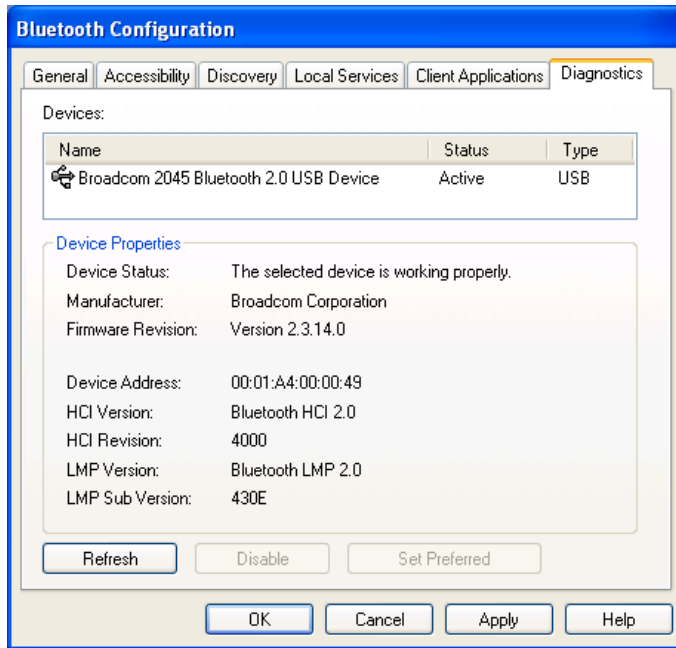 Bluetooth Configuration
General Accessibility Discovery Local Services Client Applications Diagnostics
Devices:
Name Status Type
Broadcom 2045 Bluetooth 2.0 USB Device Active USB
Device Properties
Device Status: The selected device is working properly.
Manufacturer: Broadcom Corporation
Firmware Revision: Version 2.3.14.0
Device Address: 00:01:A4:00:00:49
HCI Version: Bluetooth HCI 2.0
HCI Revision: 4000
LMP Version: Bluetooth LMP 2.0
LMP Sub Version: 430E
Refresh Disable Set Preferred
OK Cancel Apply Help